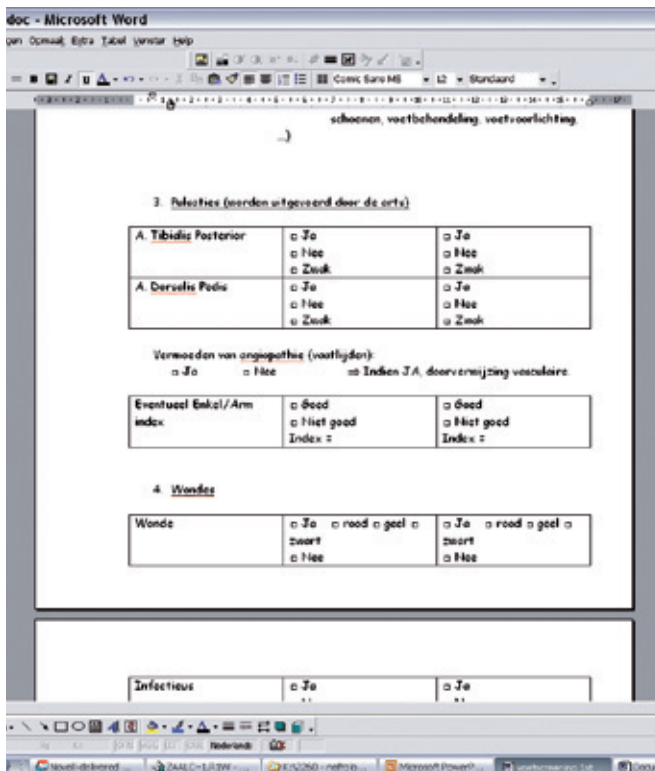 doc - Microsoft Word
gen Opmaak Extra Tabel Venster Help
Comic Sans MS 12 Standaard
schoenen, voetbehandeling, voetvoorlichting,
...)
3. Pulsaties (worden uitgevoerd door de arts)
A. Tibialis Posterior □ Ja □ Ja
□ Nee □ Nee
□ Zwak □ Zwak
A. Dorsalis Pedis □ Ja □ Ja
□ Nee □ Nee
□ Zwak □ Zwak
Vermoeden van angiopathie (vaatlijden):
□ Ja □ Nee ⇒ Indien JA, doorverwijzing vasculaire
Eventueel Enkel/Arm □ Goed □ Goed
index □ Niet goed □ Niet goed
Index = Index =
4. Wondes
Wonde □ Ja □ rood □ geel □ □ Ja □ rood □ geel □
zwart zwart
□ Nee □ Nee
Infectieus □ Ja □ Ja
Nederlands
Novell-delivered ...
Microsoft PowerP...